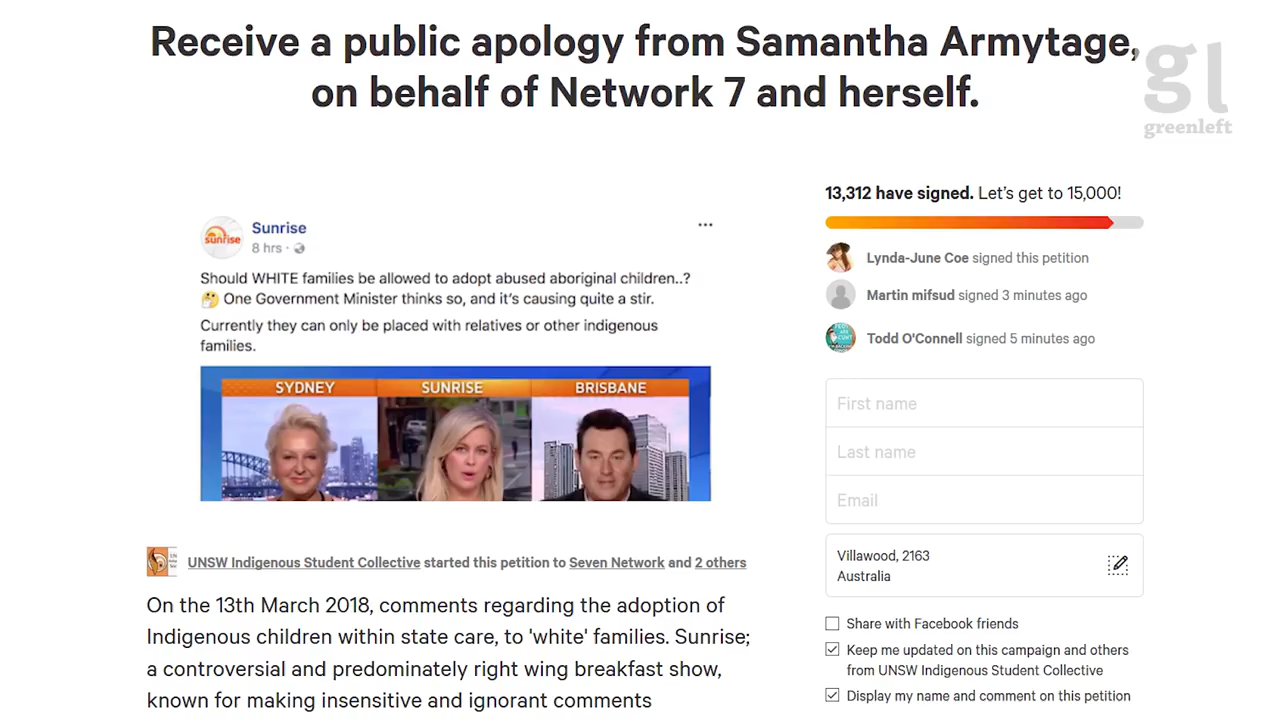 Receive a public apology from Samantha Armytage,
on behalf of Network 7 and herself.
gl
greenleft
sunrise
Sunrise
8 hrs ·
Should WHITE families be allowed to adopt abused aboriginal children..?
One Government Minister thinks so, and it's causing quite a stir.
Currently they can only be placed with relatives or other indigenous
families.
SYDNEY
SUNRISE
BRISBANE
UNSW Indigenous Student Collective started this petition to Seven Network and 2 others
On the 13th March 2018, comments regarding the adoption of
Indigenous children within state care, to 'white' families. Sunrise;
a controversial and predominately right wing breakfast show,
known for making insensitive and ignorant comments
13,312 have signed. Let's get to 15,000!
Lynda-June Coe signed this petition
Martin mifsud signed 3 minutes ago
Todd O'Connell signed 5 minutes ago
First name
Last name
Email
Villawood, 2163
Australia
Share with Facebook friends
Keep me updated on this campaign and others
from UNSW Indigenous Student Collective
Display my name and comment on this petition